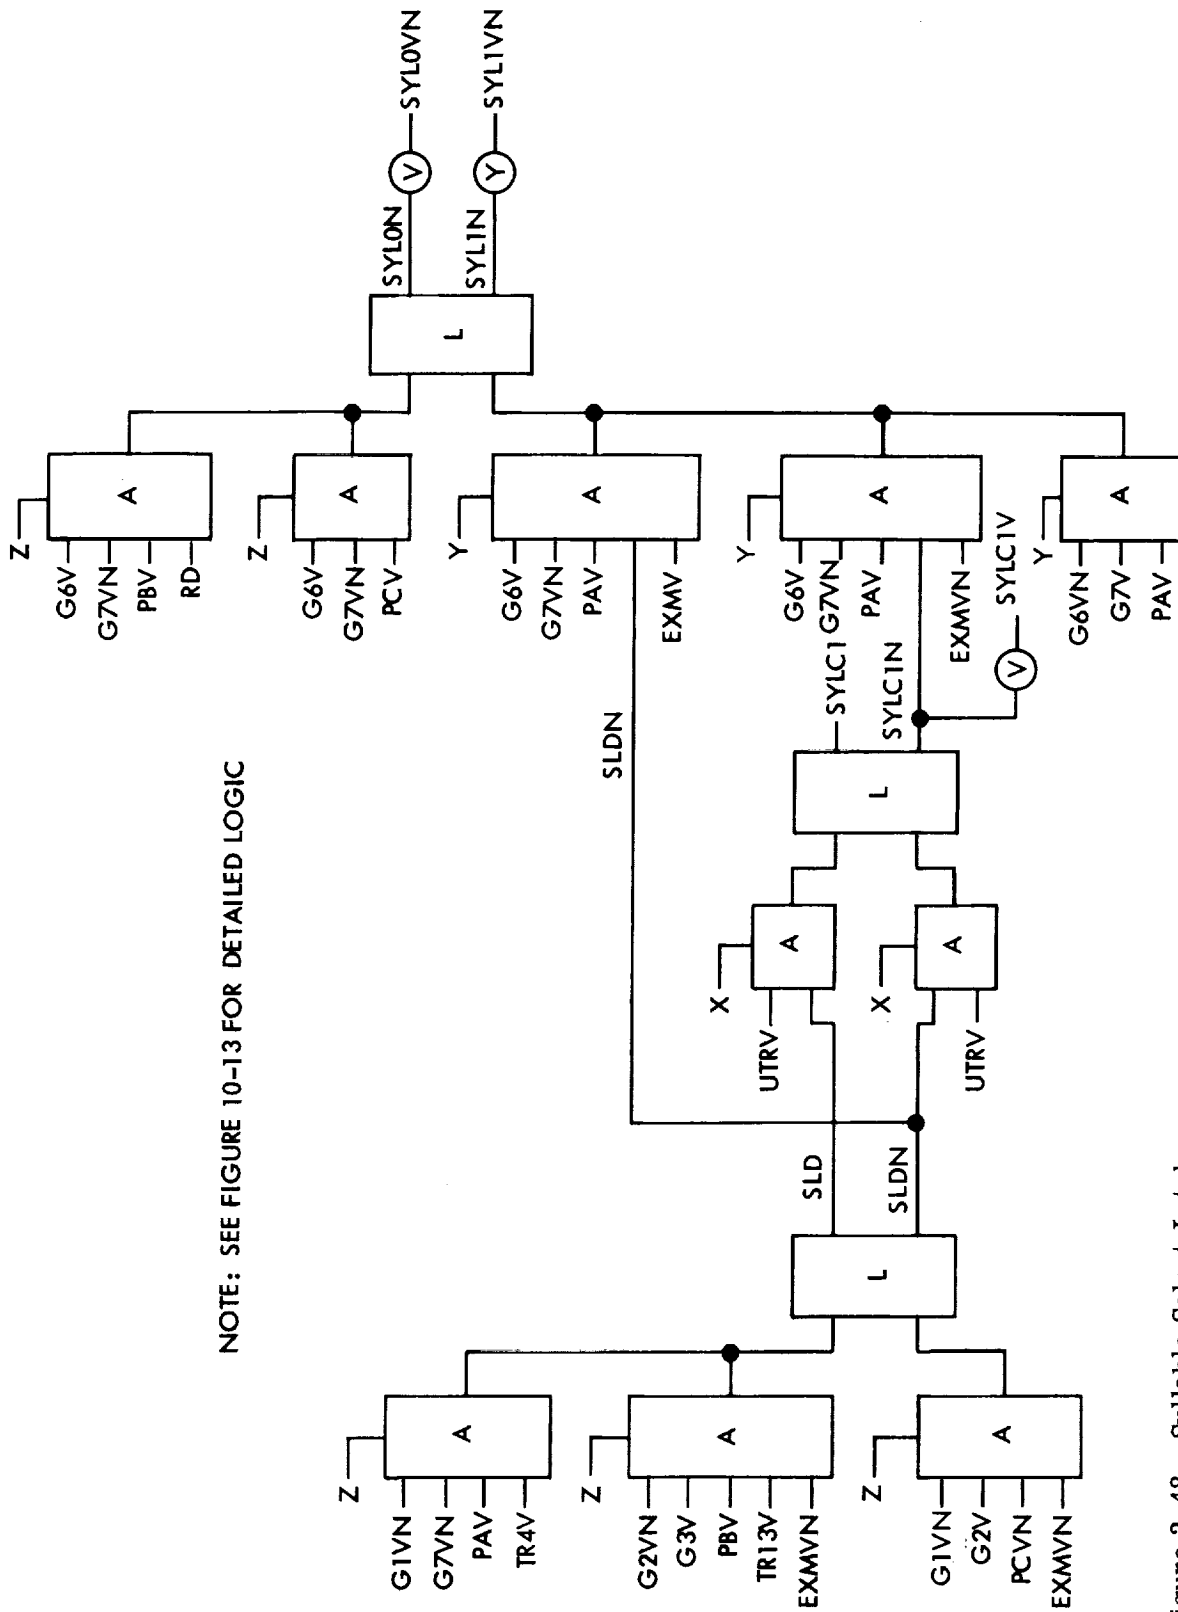 Z
G6V
G7VN
PBV
RD
A
Z
G6V
G7VN
PCV
A
Y
G6V
G7VN
PAV
EXMV
A
Y
G6V
G7VN
PAV
EXMVN
A
Y
G6VN
G7V
PAV
A
L
SYL0N
V
SYL0VN
SYL1N
Y
SYL1VN
NOTE: SEE FIGURE 10-13 FOR DETAILED LOGIC
SLDN
SYLC1
SYLC1N
V
SYLC1V
L
X
UTRV
A
X
UTRV
A
SLD
SLDN
L
Z
G1VN
G7VN
PAV
TR4V
A
Z
G2VN
G3V
PBV
TR13V
EXMVN
A
Z
G1VN
G2V
PCVN
EXMVN
A